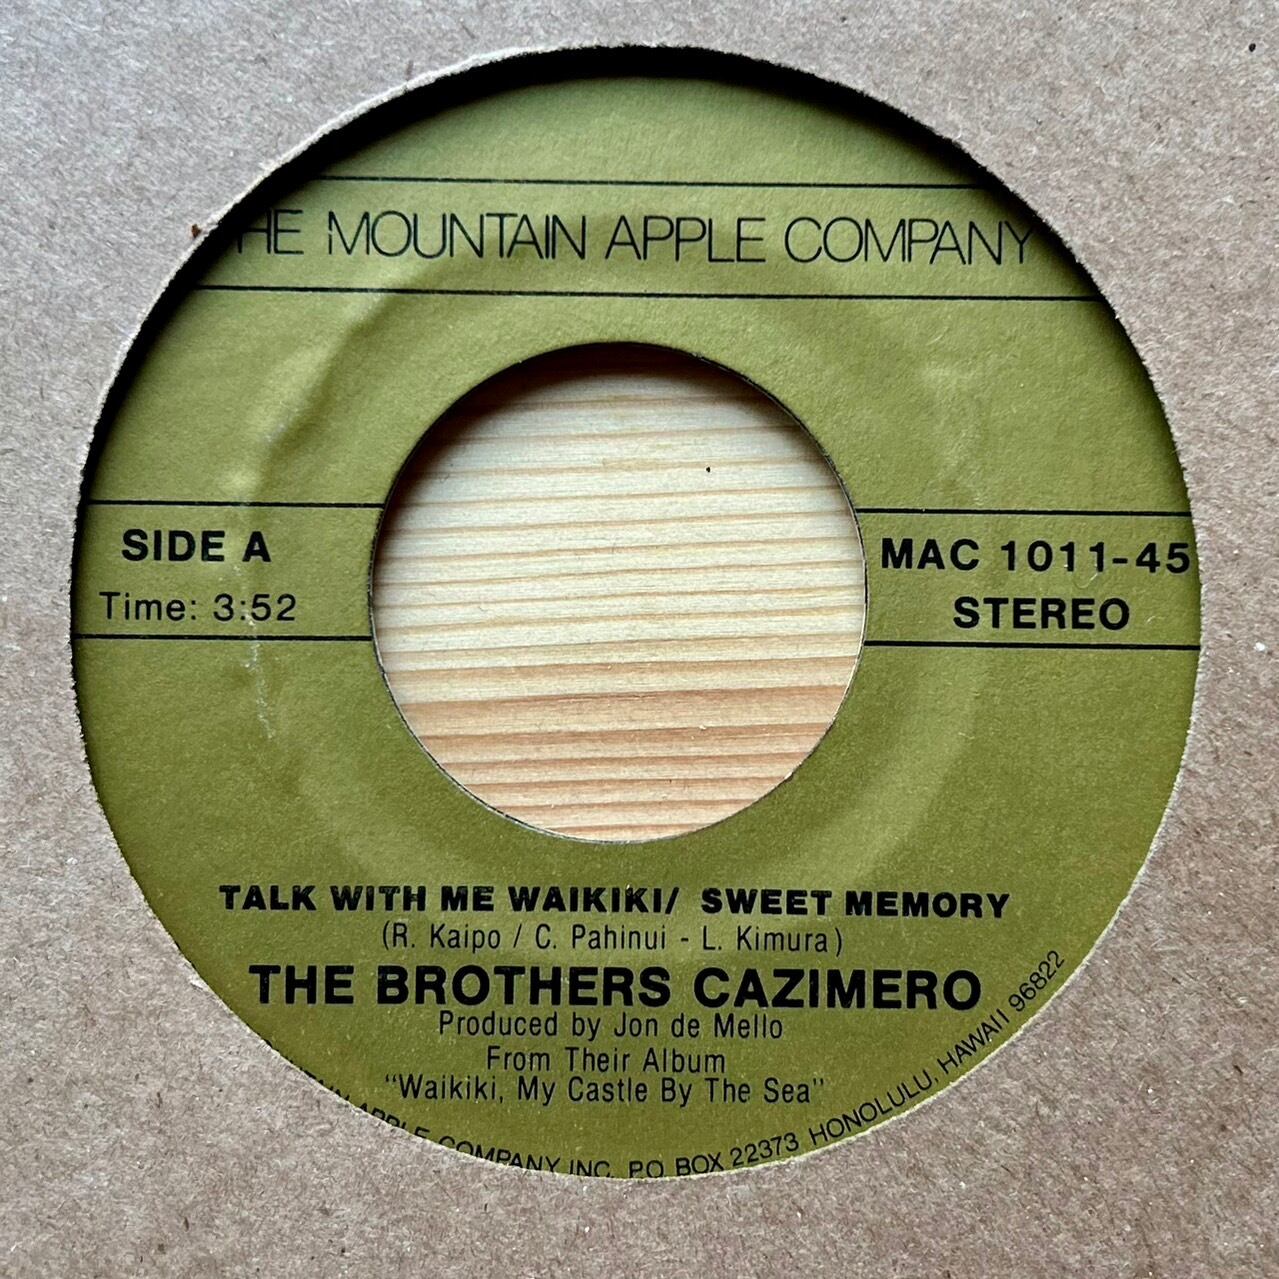 THE MOUNTAIN APPLE COMPANY
SIDE A
Time: 3:52
MAC 1011-45
STEREO
TALK WITH ME WAIKIKI/ SWEET MEMORY
(R. Kaipo / C. Pahinui - L. Kimura)
THE BROTHERS CAZIMERO
Produced by Jon de Mello
From Their Album
"Waikiki, My Castle By The Sea"
APPLE COMPANY INC. P.O. BOX 22373 HONOLULU, HAWAII 96822